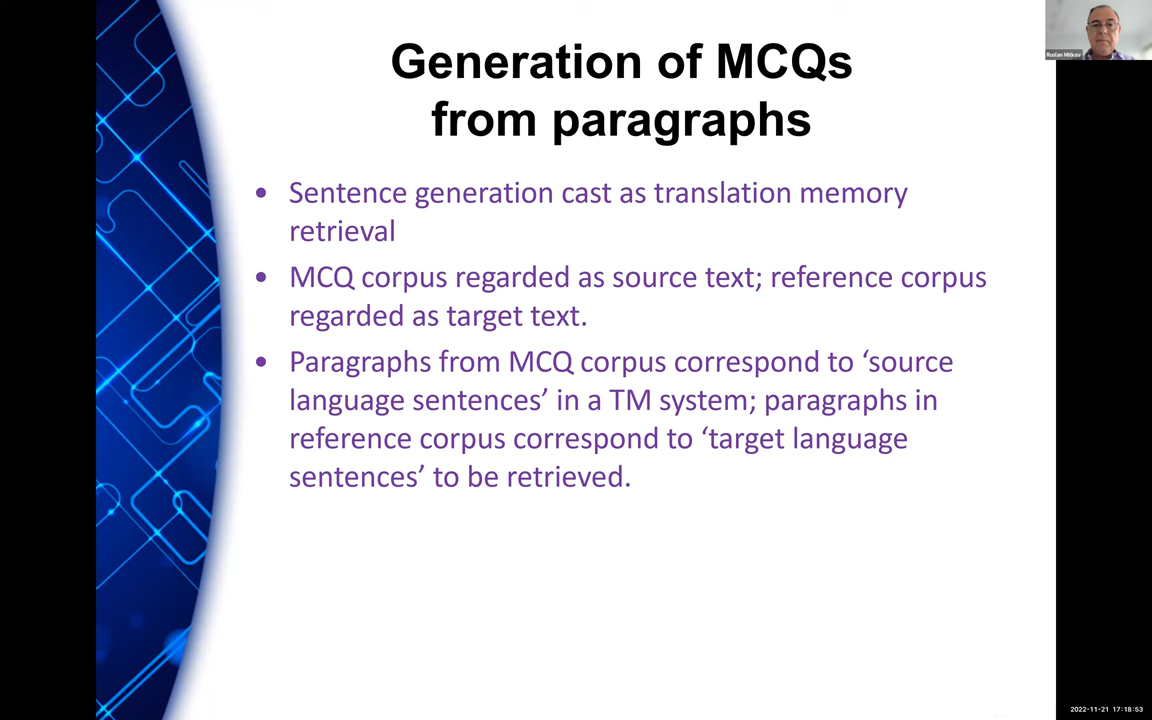 Generation of MCQs
from paragraphs
• Sentence generation cast as translation memory
retrieval
• MCQ corpus regarded as source text; reference corpus
regarded as target text.
• Paragraphs from MCQ corpus correspond to ‘source
language sentences’ in a TM system; paragraphs in
reference corpus correspond to ‘target language
sentences’ to be retrieved.
Ruslan Mitkov
2022-11-21 17:18:53